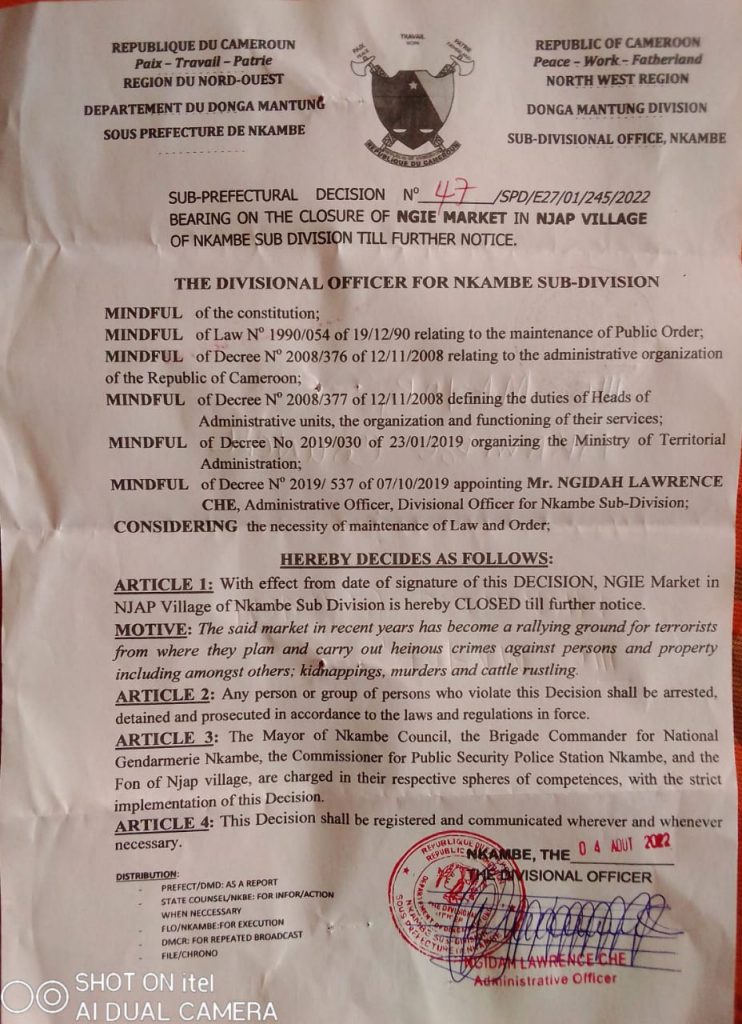 REPUBLIQUE DU CAMEROUN
Paix - Travail - Patrie
REGION DU NORD-OUEST
DEPARTEMENT DU DONGA MANTUNG
SOUS PREFECTURE DE NKAMBE
TRAVAIL
WORK
PAIX
PATRIE
REPUBLIQUE DU CAMEROUN
REPUBLIC OF CAMEROON
Peace – Work – Fatherland
NORTH WEST REGION
DONGA MANTUNG DIVISION
SUB-DIVISIONAL OFFICE, NKAMBE
SUB-PREFECTURAL DECISION N° 47 /SPD/E27/01/245/2022
BEARING ON THE CLOSURE OF NGIE MARKET IN NJAP VILLAGE
OF NKAMBE SUB DIVISION TILL FURTHER NOTICE.
THE DIVISIONAL OFFICER FOR NKAMBE SUB-DIVISION
MINDFUL of the constitution;
MINDFUL of Law N° 1990/054 of 19/12/90 relating to the maintenance of Public Order;
MINDFUL of Decree N° 2008/376 of 12/11/2008 relating to the administrative organization
of the Republic of Cameroon;
MINDFUL of Decree N° 2008/377 of 12/11/2008 defining the duties of Heads of
Administrative units, the organization and functioning of their services;
MINDFUL of Decree No 2019/030 of 23/01/2019 organizing the Ministry of Territorial
Administration;
MINDFUL of Decree N° 2019/ 537 of 07/10/2019 appointing Mr. NGIDAH LAWRENCE
CHE, Administrative Officer, Divisional Officer for Nkambe Sub-Division;
CONSIDERING the necessity of maintenance of Law and Order;
HEREBY DECIDES AS FOLLOWS:
ARTICLE 1: With effect from date of signature of this DECISION, NGIE Market in
NJAP Village of Nkambe Sub Division is hereby CLOSED till further notice.
MOTIVE: The said market in recent years has become a rallying ground for terrorists
from where they plan and carry out heinous crimes against persons and property
including amongst others; kidnappings, murders and cattle rustling.
ARTICLE 2: Any person or group of persons who violate this Decision shall be arrested,
detained and prosecuted in accordance to the laws and regulations in force.
ARTICLE 3: The Mayor of Nkambe Council, the Brigade Commander for National
Gendarmerie Nkambe, the Commissioner for Public Security Police Station Nkambe, and the
Fon of Njap village, are charged in their respective spheres of competences, with the strict
implementation of this Decision.
ARTICLE 4: This Decision shall be registered and communicated wherever and whenever
necessary.
NKAMBE, THE 04 AOUT 2022
THE DIVISIONAL OFFICER
NGIDAH LAWRENCE CHE
Administrative Officer
DISTRIBUTION:
- PREFECT/DMD: AS A REPORT
- STATE COUNSEL/NKBE: FOR INFOR/ACTION
WHEN NECCESSARY
- FLO/NKAMBE:FOR EXECUTION
- DMCR: FOR REPEATED BROADCAST
- FILE/CHRONO
SHOT ON itel
AI DUAL CAMERA